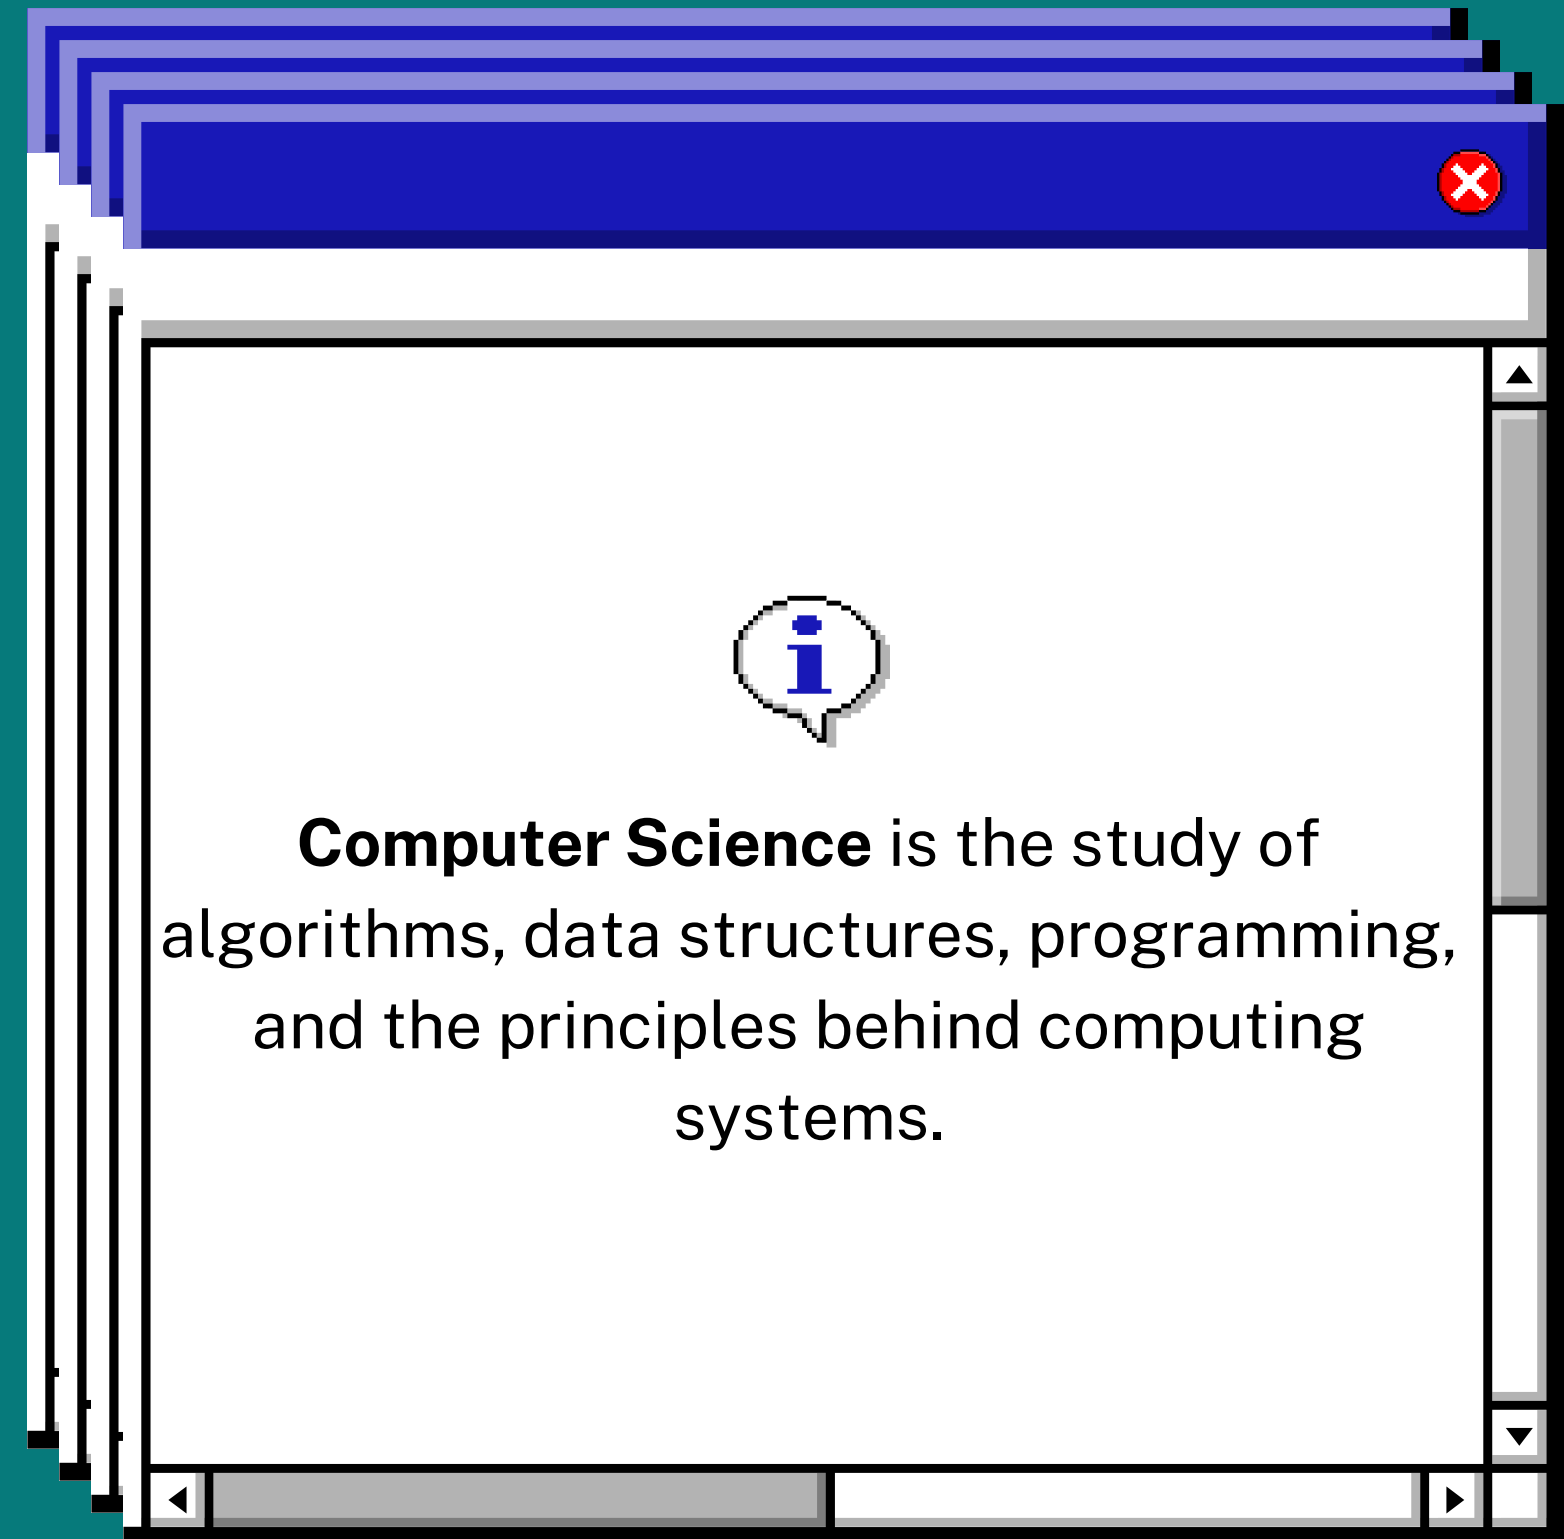 Computer Science is the study of
algorithms, data structures, programming,
and the principles behind computing
systems.